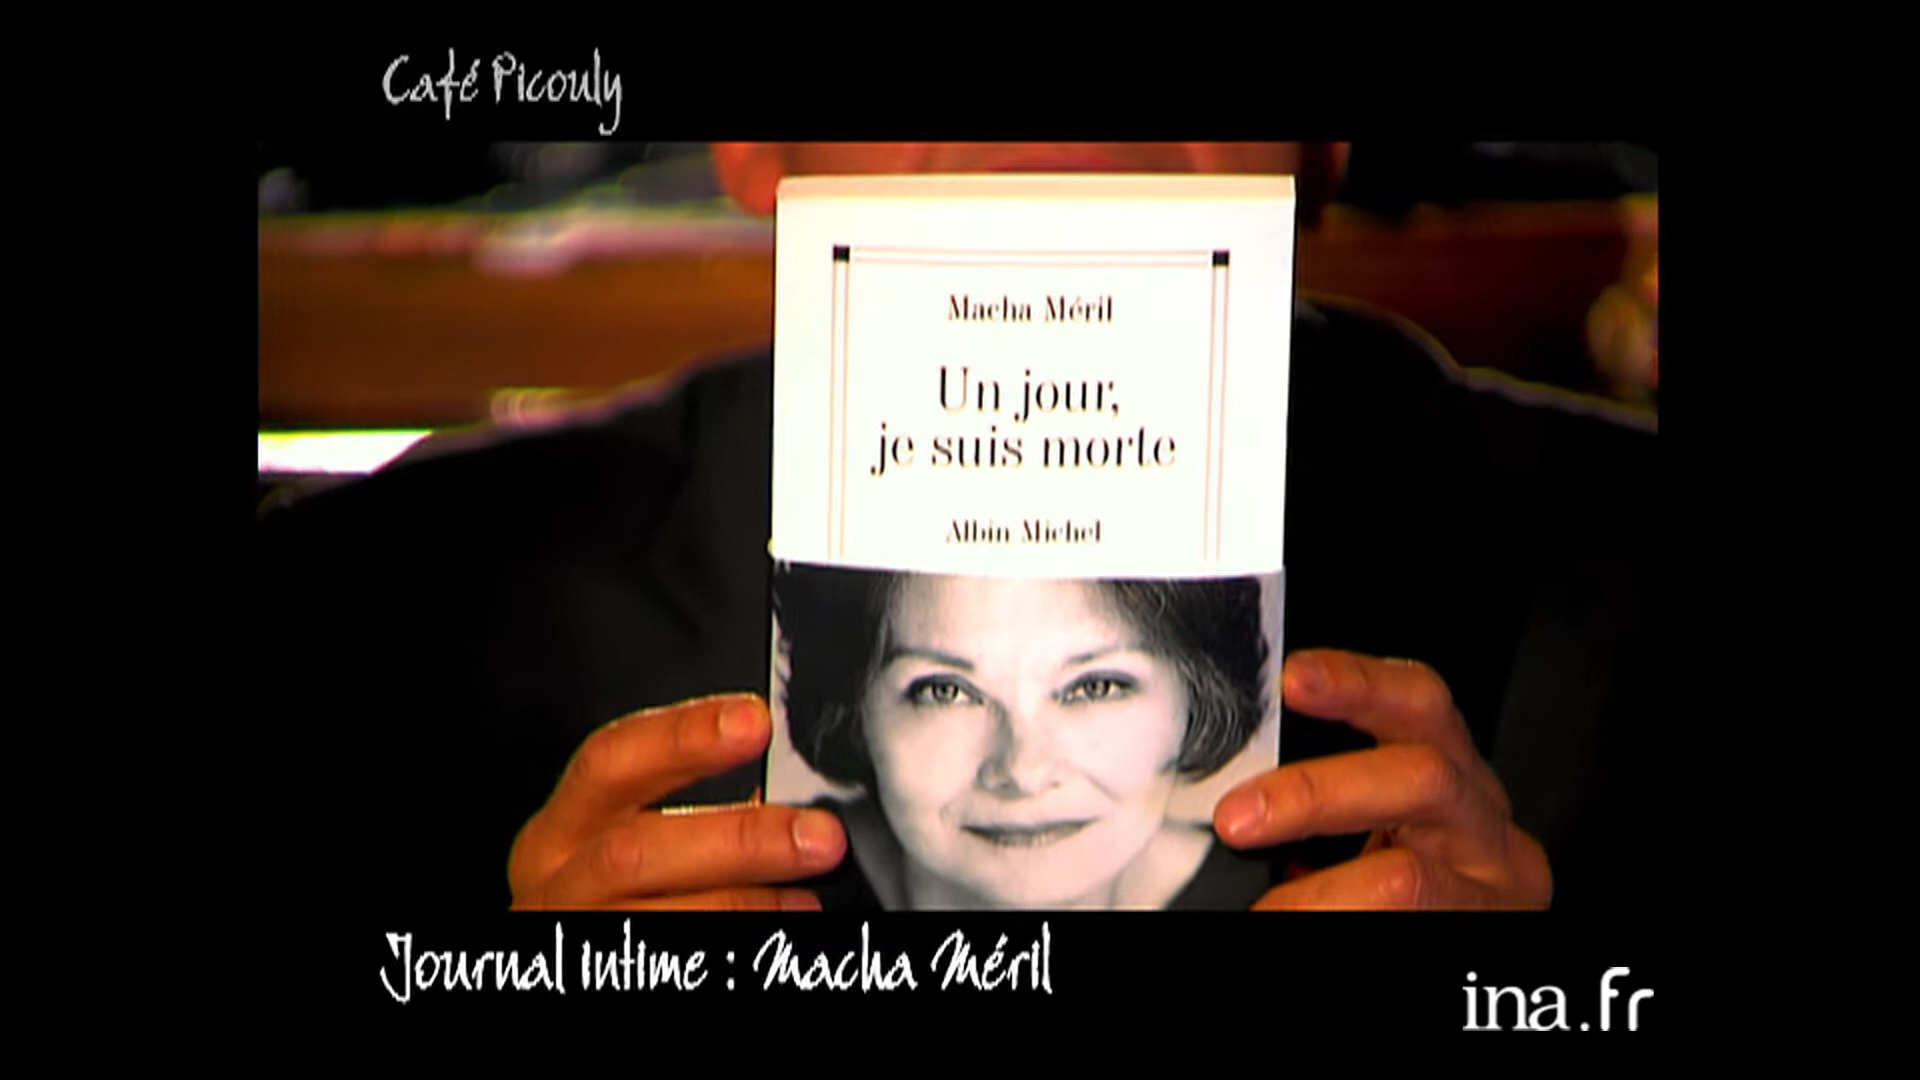 Café Picouly
Macha Méril
Un jour,
je suis morte
Albin Michel
Journal intime : Macha Méril
ina.fr